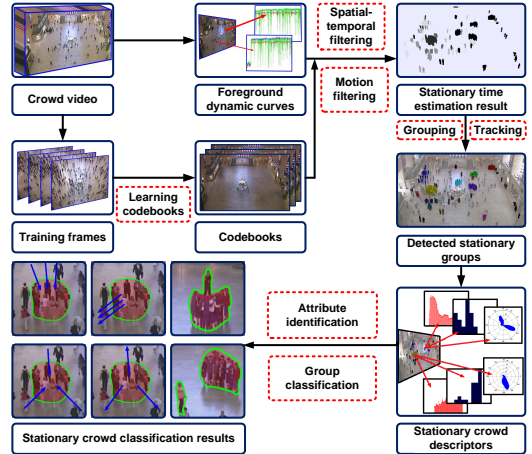 Spatial-
temporal
filtering
Motion
filtering
Crowd video
Foreground
dynamic curves
Stationary time
estimation result
Grouping
Tracking
Learning
codebooks
Training frames
Codebooks
Detected stationary
groups
Attribute
identification
Group
classification
Stationary crowd classification results
Stationary crowd
descriptors